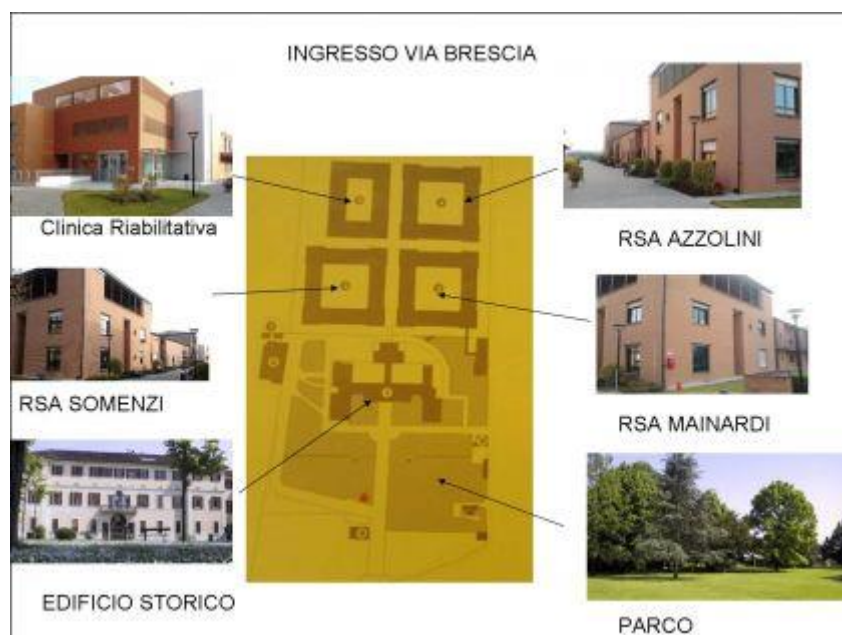 INGRESSO VIA BRESCIA
Clinica Riabilitativa
RSA AZZOLINI
RSA SOMENZI
RSA MAINARDI
EDIFICIO STORICO
PARCO